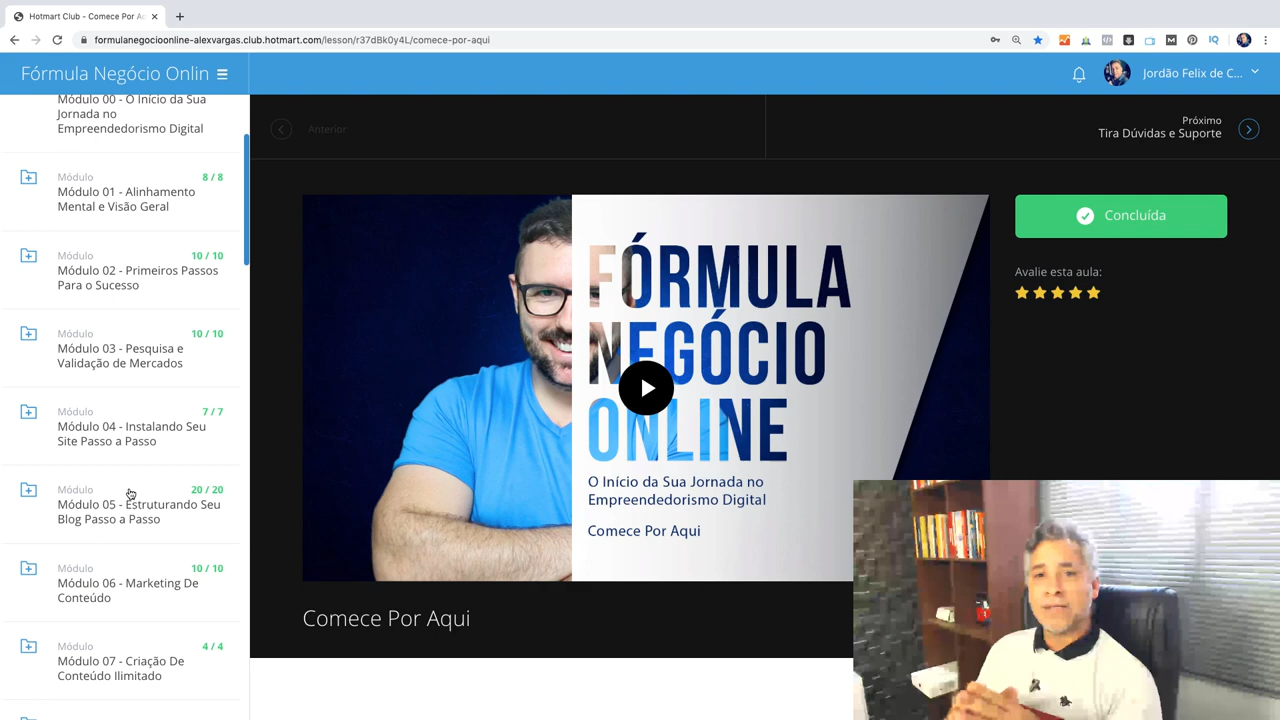 Hotmart Club - Comece Por A
formulanegocioonline-alexvargas.club.hotmart.com/lesson/r37dBk0y4L/comece-por-aqui
Fórmula Negócio Onlin
Jordão Felix de C...
Módulo 00 - O Início da Sua
Jornada no
Empreendedorismo Digital
Módulo 8 / 8
Módulo 01 - Alinhamento
Mental e Visão Geral
Módulo 10 / 10
Módulo 02 - Primeiros Passos
Para o Sucesso
Módulo 10 / 10
Módulo 03 - Pesquisa e
Validação de Mercados
Módulo 7 / 7
Módulo 04 - Instalando Seu
Site Passo a Passo
Módulo 20 / 20
Módulo 05 - Estruturando Seu
Blog Passo a Passo
Módulo 10 / 10
Módulo 06 - Marketing De
Conteúdo
Módulo 4 / 4
Módulo 07 - Criação De
Conteúdo Ilimitado
Anterior
Próximo
Tira Dúvidas e Suporte
FÓRMULA
NEGÓCIO
ONLINE
O Início da Sua Jornada no
Empreendedorismo Digital
Comece Por Aqui
Concluída
Avalie esta aula:
Comece Por Aqui